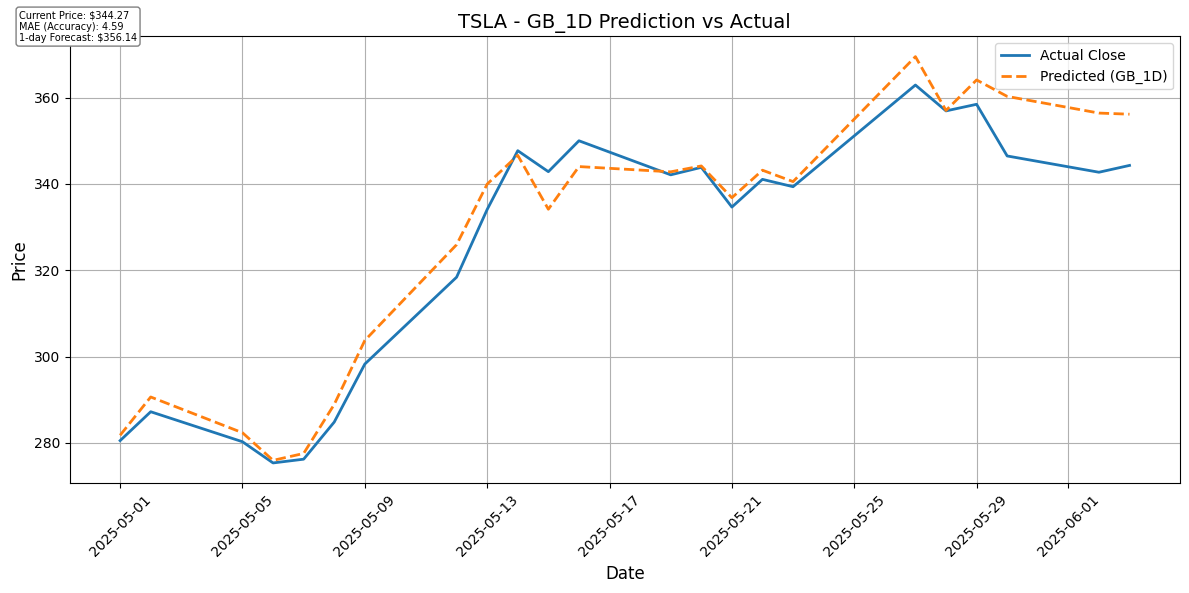 Current Price: $344.27
MAE (Accuracy): 4.59
1-day Forecast: $356.14
TSLA - GB_1D Prediction vs Actual
Actual Close
Predicted (GB_1D)
Price
360
340
320
300
280
2025-05-01
2025-05-05
2025-05-09
2025-05-13
2025-05-17
2025-05-21
2025-05-25
2025-05-29
2025-06-01
Date